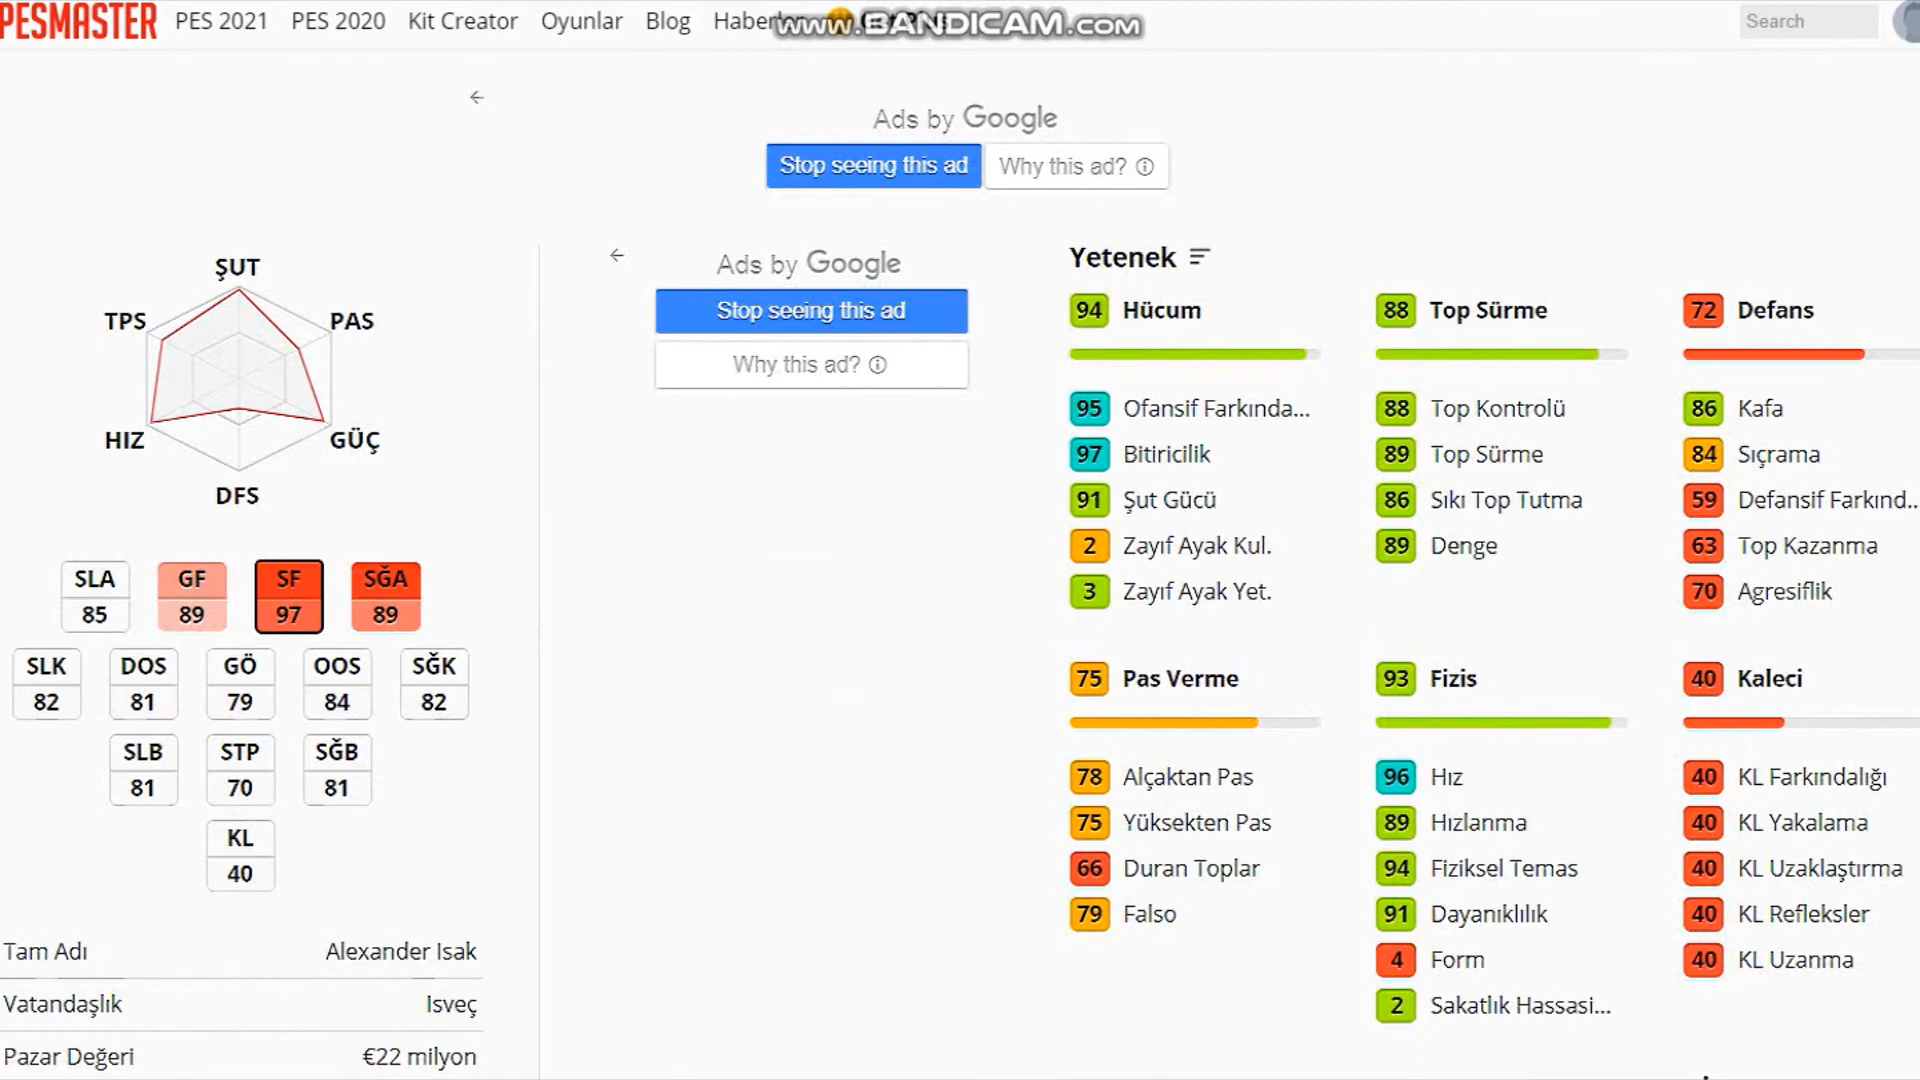 PESMASTER PES 2021 PES 2020 Kit Creator Oyunlar Blog Haberler
www.BANDICAM.com
Search
Ads by Google
Stop seeing this ad Why this ad?
ŞUT
TPS PAS
HIZ GÜÇ
DFS
SLA GF SF SĞA
85 89 97 89
SLK DOS GÖ OOS SĞK
82 81 79 84 82
SLB STP SĞB
81 70 81
KL
40
Tam Adı Alexander Isak
Vatandaşlık Isveç
Pazar Değeri €22 milyon
Ads by Google
Stop seeing this ad
Why this ad?
Yetenek
94 Hücum
95 Ofansif Farkında...
97 Bitiricilik
91 Şut Gücü
2 Zayıf Ayak Kul.
3 Zayıf Ayak Yet.
88 Top Sürme
88 Top Kontrolü
89 Top Sürme
86 Sıkı Top Tutma
89 Denge
72 Defans
86 Kafa
84 Sıçrama
59 Defansif Farkınd...
63 Top Kazanma
70 Agresiflik
75 Pas Verme
78 Alçaktan Pas
75 Yüksekten Pas
66 Duran Toplar
79 Falso
93 Fizis
96 Hız
89 Hızlanma
94 Fiziksel Temas
91 Dayanıklılık
4 Form
2 Sakatlık Hassasi...
40 Kaleci
40 KL Farkındalığı
40 KL Yakalama
40 KL Uzaklaştırma
40 KL Refleksler
40 KL Uzanma